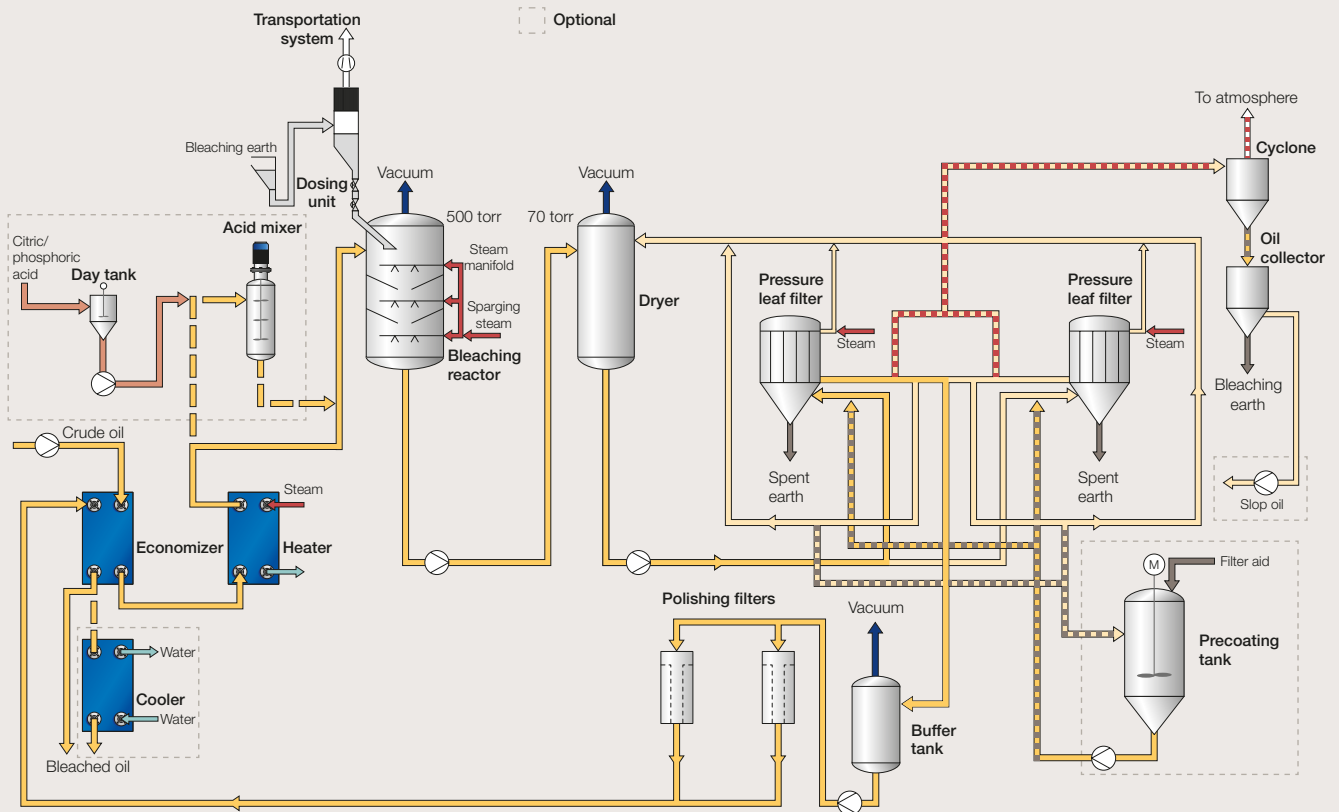 Transportation
system
Optional
To atmosphere
Cyclone
Bleaching earth
Dosing
unit
Vacuum
500 torr
70 torr
Vacuum
Oil
collector
Acid mixer
Citric/
phosphoric
acid
Day tank
Steam
manifold
Sparging
steam
Bleaching
reactor
Dryer
Pressure
leaf filter
Steam
Pressure
leaf filter
Steam
Bleaching
earth
Crude oil
Spent
earth
Spent
earth
Slop oil
Steam
Economizer
Heater
M
Filter aid
Polishing filters
Vacuum
Precoating
tank
Water
Cooler
Water
Buffer
tank
Bleached oil